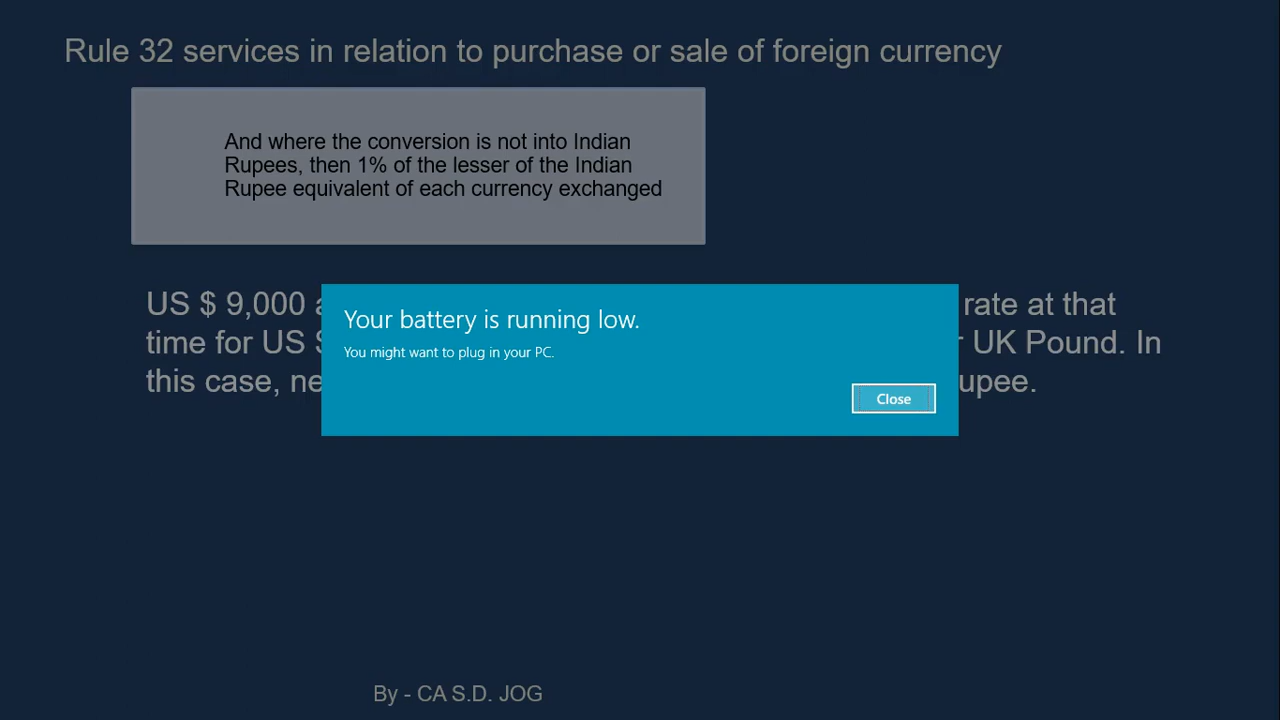 Rule 32 services in relation to purchase or sale of foreign currency
And where the conversion is not into Indian
Rupees, then 1% of the lesser of the Indian
Rupee equivalent of each currency exchanged
US $ 9,000 rate at that
time for US UK Pound. In
this case,
Your battery is running low.
You might want to plug in your PC.
Close
By - CA S.D. JOG